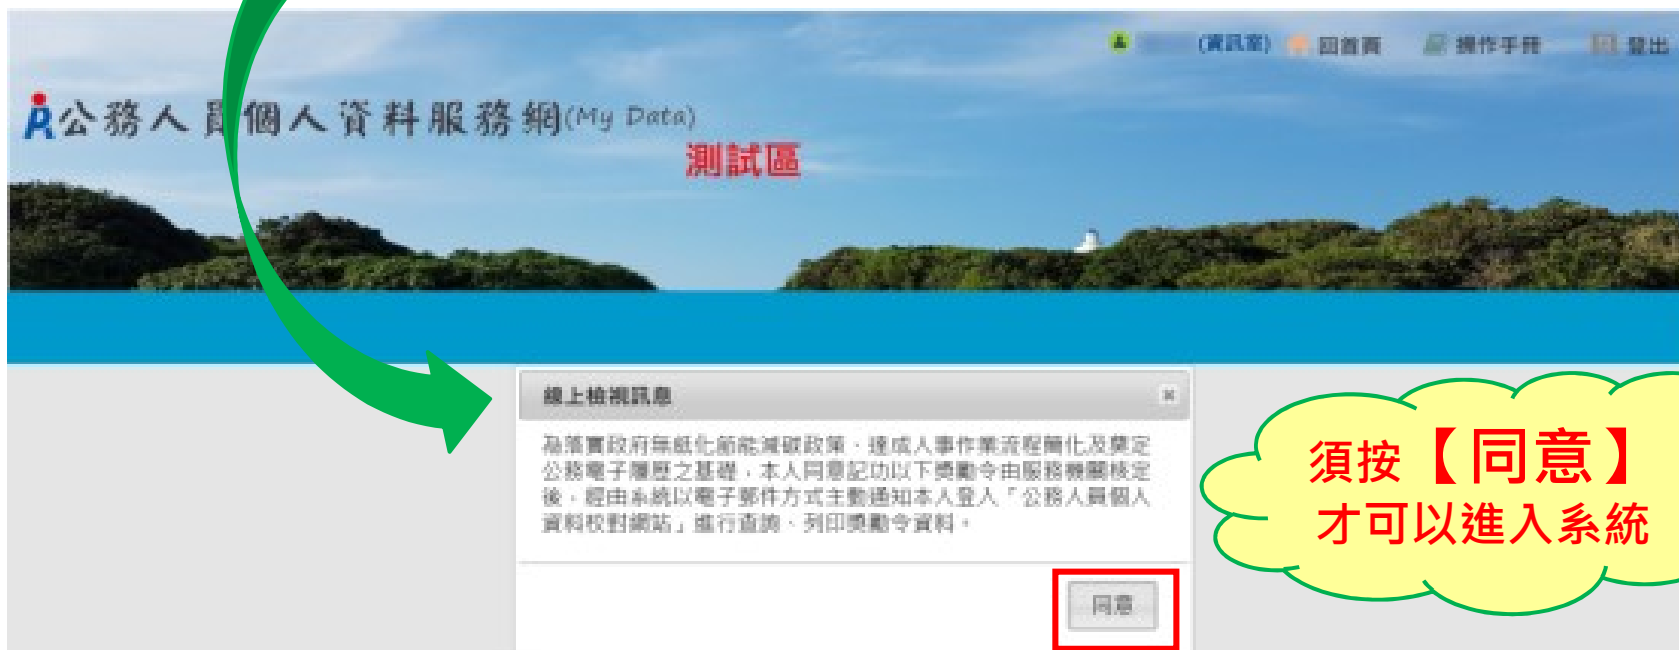 (資訊室) 回首頁 操作手冊 登出
公務人員個人資料服務網(My Data)
測試區
線上檢視訊息
為落實政府無紙化節能減碳政策，達成人事作業流程簡化及奠定
公務電子履歷之基礎，本人同意記功以下獎勵令由服務機關核定
後，經由系統以電子郵件方式主動通知本人登入「公務人員個人
資料校對網站」進行查詢、列印獎勵令資料。
須按【同意】
才可以進入系統
同意